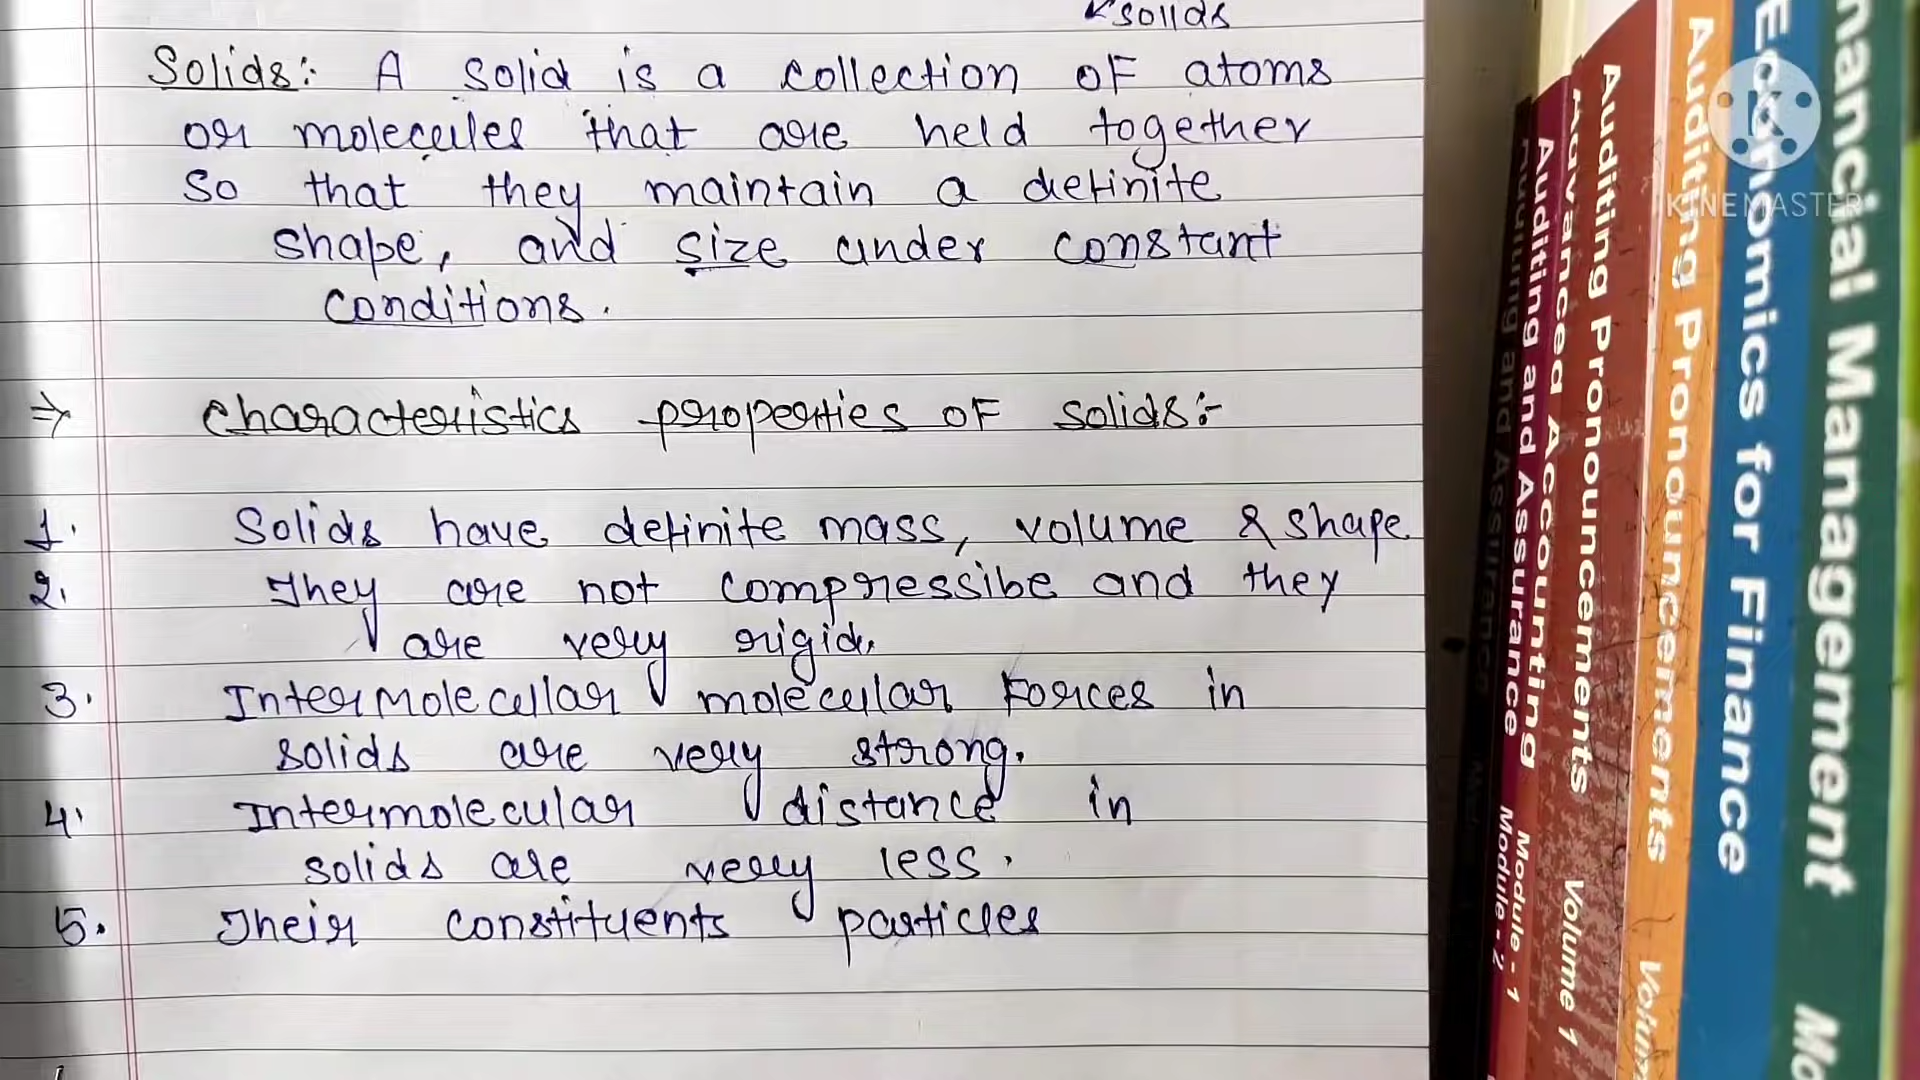 solids
Solids:- A solid is a collection of atoms
or molecules that are held together
so that they maintain a definite
shape, and size under constant
conditions.
⇒ Characteristics properties of solids:-
1. Solids have definite mass, volume & shape
2. They are not compressibe and they
are very rigid.
3. Intermolecular molecular forces in
solids are very strong.
4. Intermolecular distance in
solids are very less.
5. Their constituents particles
Auditing and Assurance Module - 2
Auditing and Assurance Module - 1
Advanced Accounting
Auditing Pronouncements Volume 1
Auditing Pronouncements
Economics for Finance
Management
KINEMASTER